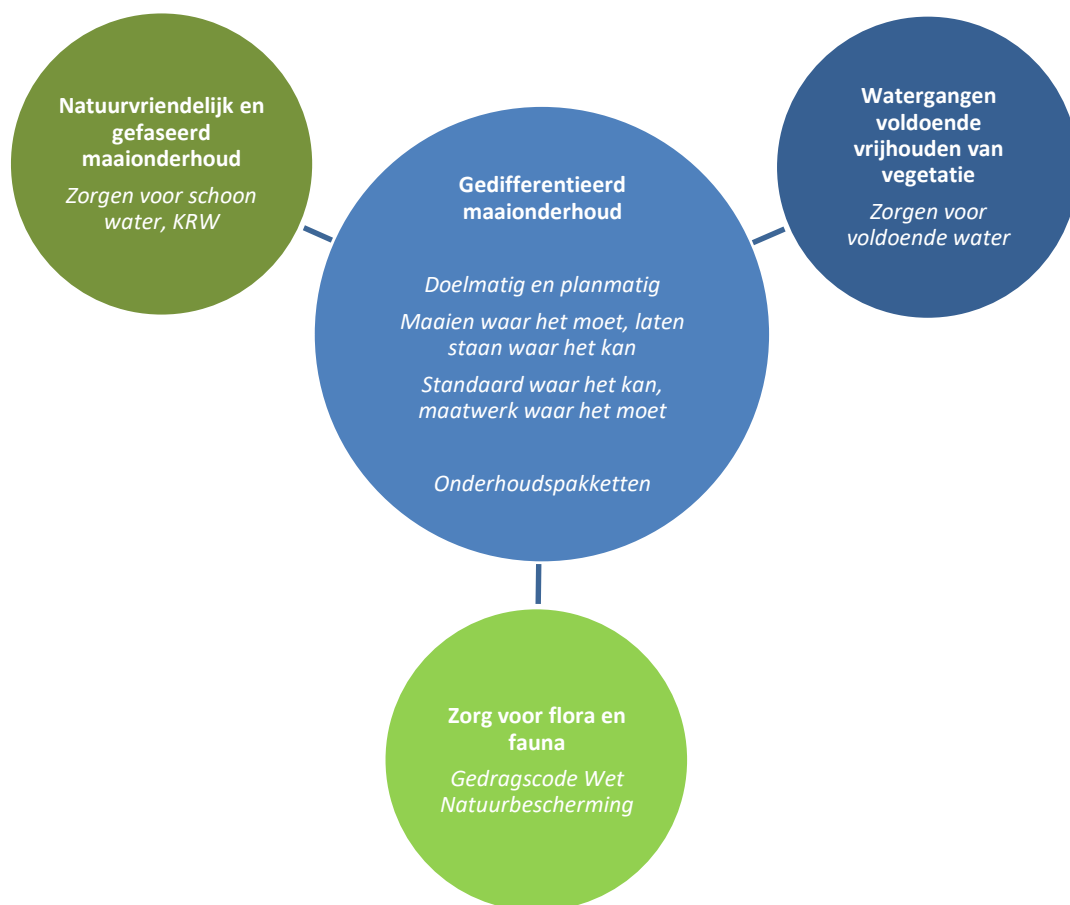 Natuurvriendelijk en
gefaseerd
maaionderhoud
Zorgen voor schoon
water, KRW
Watergangen
voldoende
vrijhouden van
vegetatie
Zorgen voor
voldoende water
Gedifferentieerd
maaionderhoud
Doelmatig en planmatig
Maaien waar het moet, laten
staan waar het kan
Standaard waar het kan,
maatwerk waar het moet
Onderhoudspakketten
Zorg voor flora en
fauna
Gedragscode Wet
Natuurbescherming